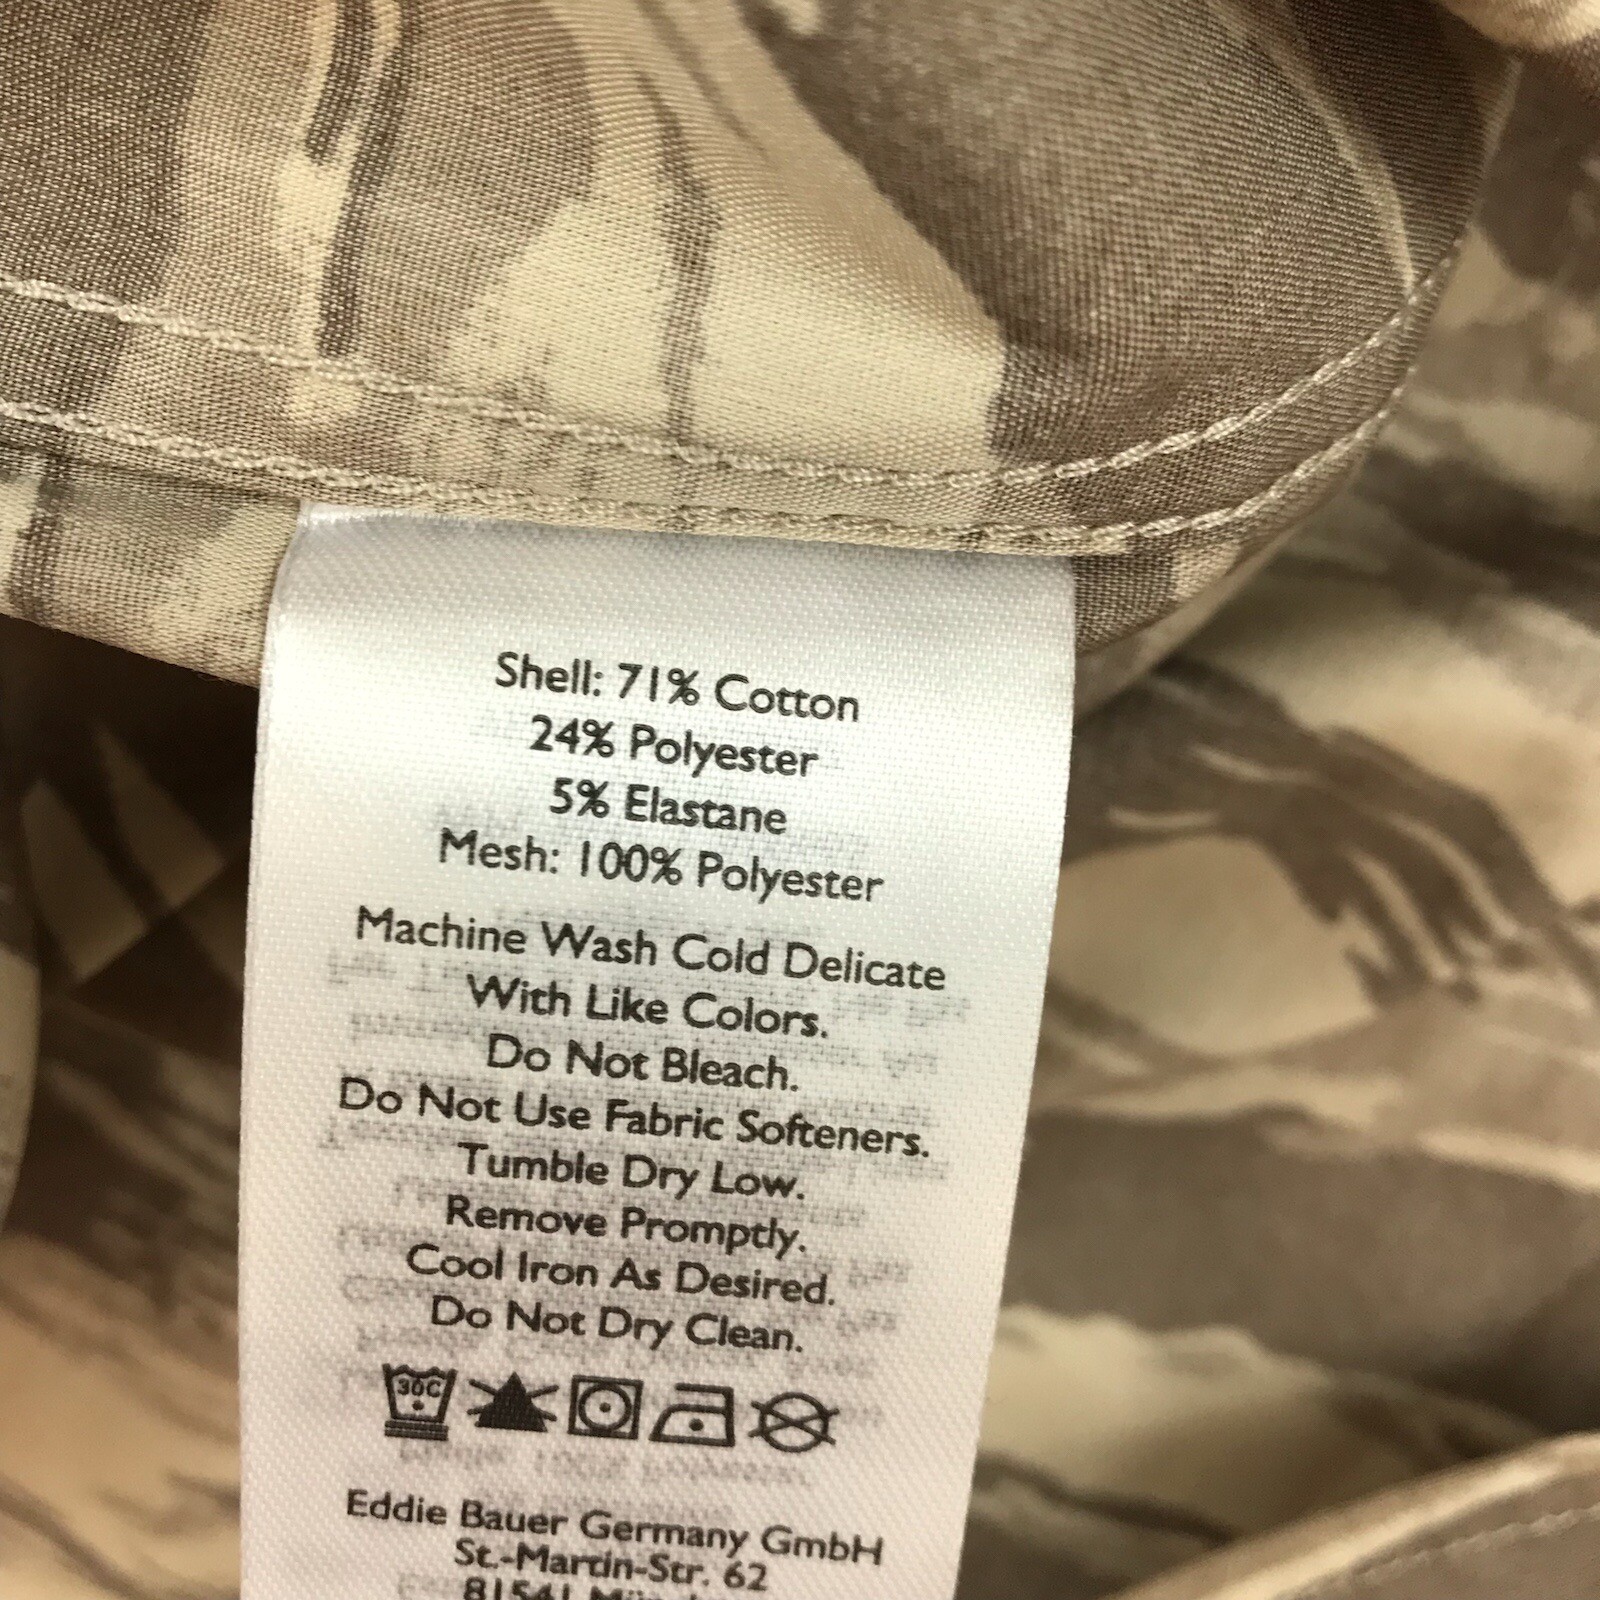 Shell: 71% Cotton
24% Polyester
5% Elastane
Mesh: 100% Polyester
Machine Wash Cold Delicate
With Like Colors.
Do Not Bleach.
Do Not Use Fabric Softeners.
Tumble Dry Low.
Remove Promptly.
Cool Iron As Desired.
Do Not Dry Clean.
30C
Eddie Bauer Germany GmbH
St.-Martin-Str. 62
81541